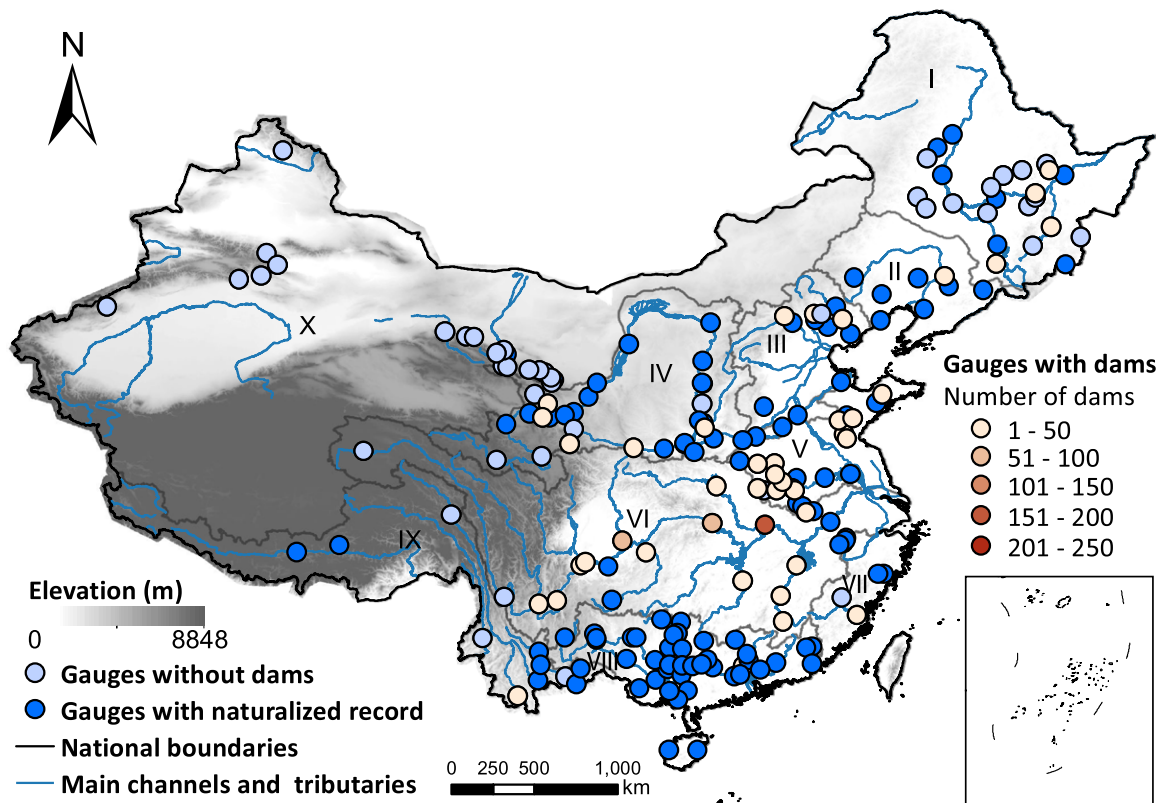 N
I
II
X
III
IV
Gauges with dams
Number of dams
1 - 50
51 - 100
101 - 150
151 - 200
201 - 250
V
VI
IX
VII
VIII
Elevation (m)
0 8848
Gauges without dams
Gauges with naturalized record
National boundaries
Main channels and tributaries
0 250 500 1,000
km